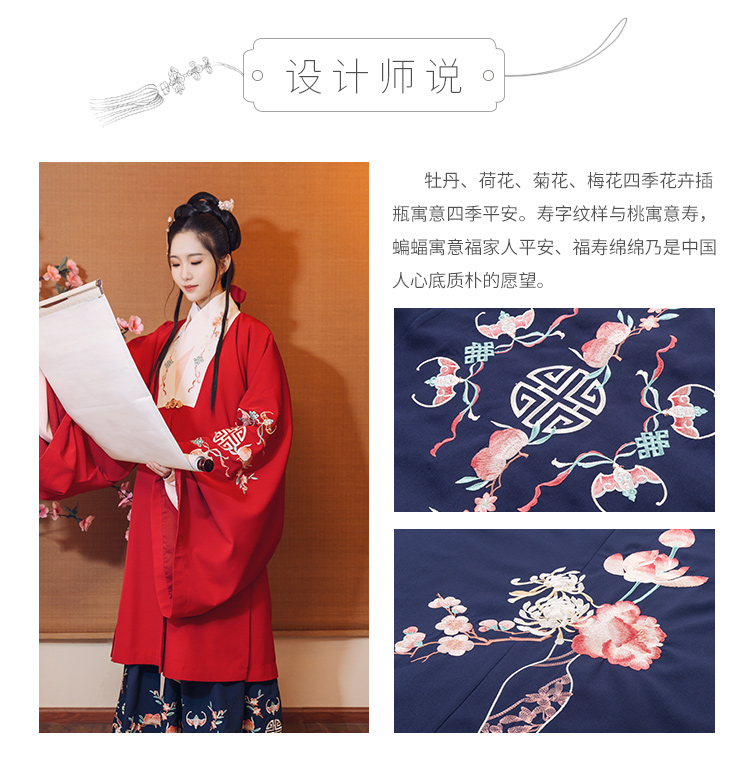 设计师说
牡丹、荷花、菊花、梅花四季花卉插
瓶寓意四季平安。寿字纹样与桃寓意寿，
蝙蝠寓意福家人平安、福寿绵绵乃是中国
人心底质朴的愿望。